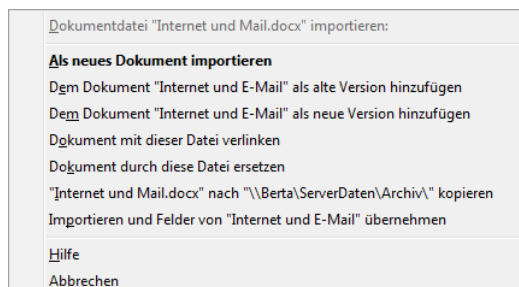 Dokumentdatei "Internet und Mail.docx" importieren:
Als neues Dokument importieren
Dem Dokument "Internet und E-Mail" als alte Version hinzufügen
Dem Dokument "Internet und E-Mail" als neue Version hinzufügen
Dokument mit dieser Datei verlinken
Dokument durch diese Datei ersetzen
"Internet und Mail.docx" nach "\\Berta\ServerDaten\Archiv\" kopieren
Importieren und Felder von "Internet und E-Mail" übernehmen
Hilfe
Abbrechen